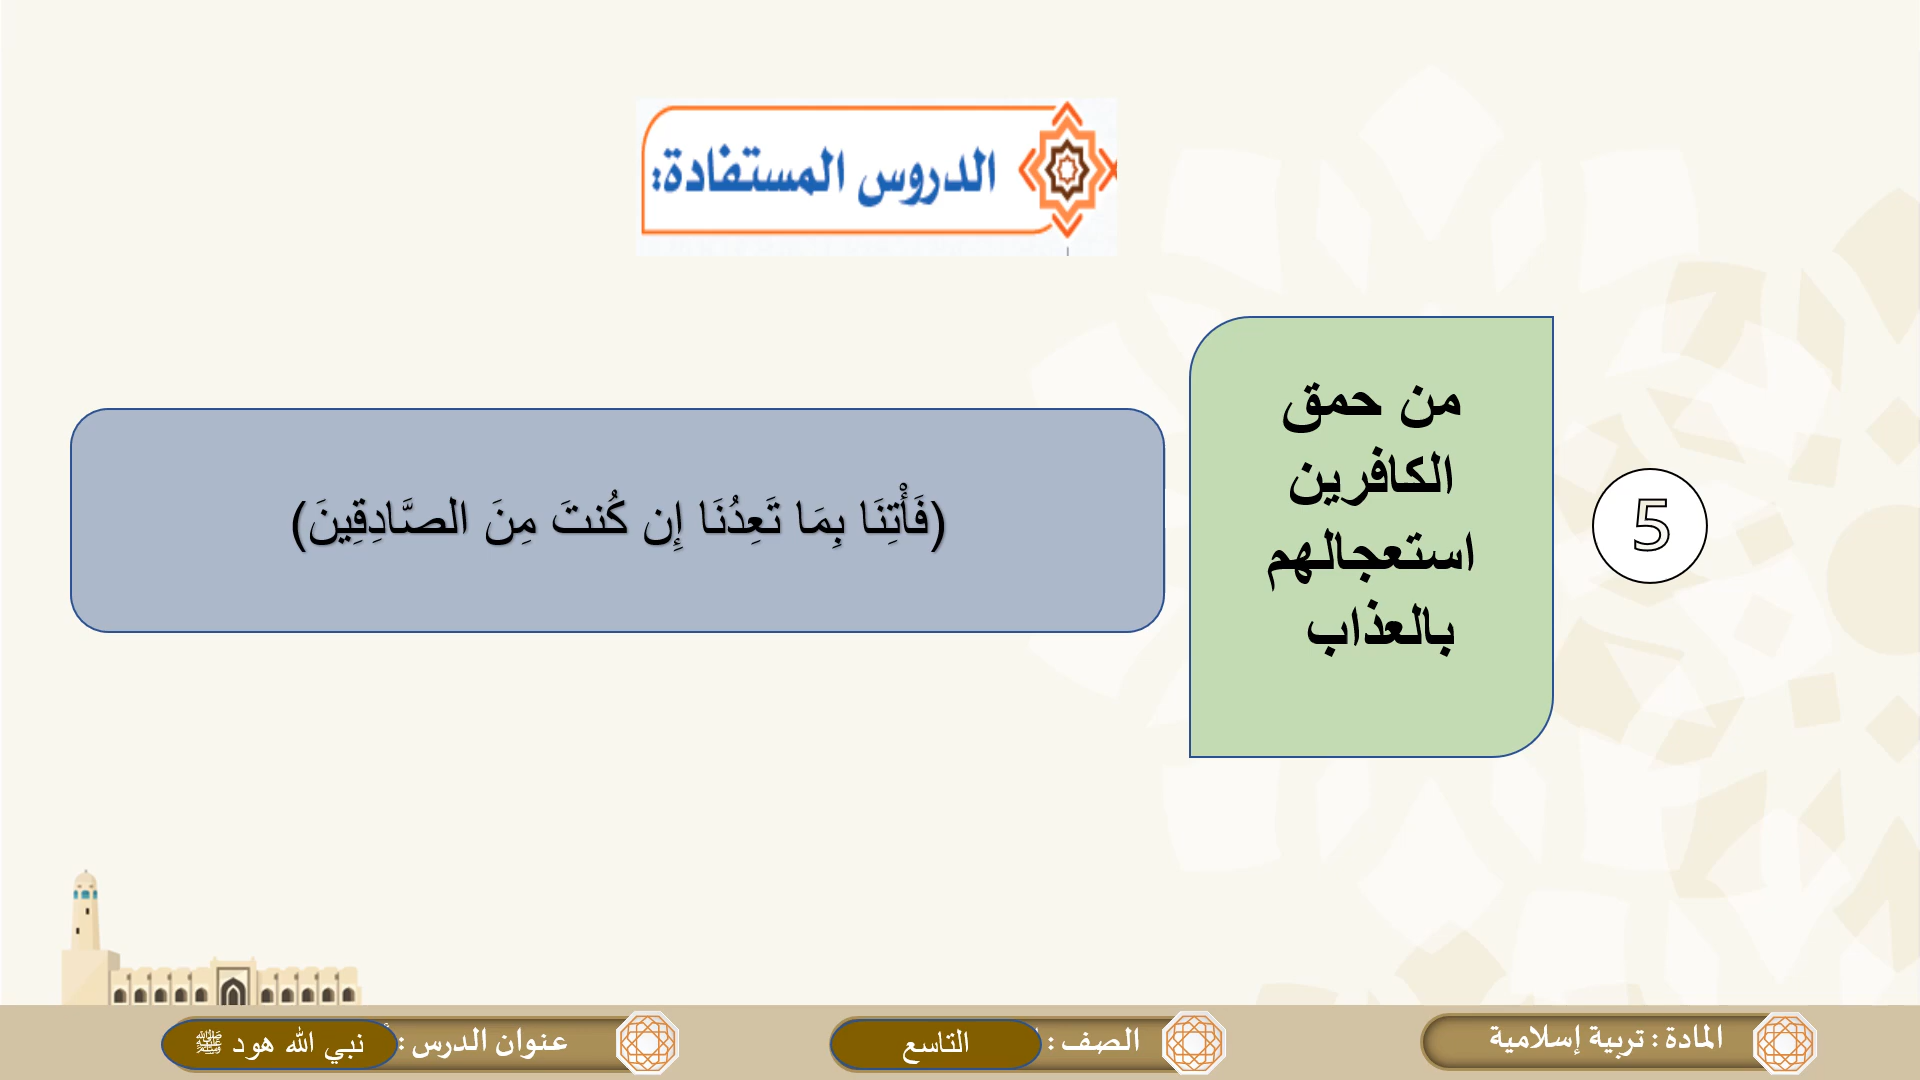 الدروس المستفادة:
5
من حمق
الكافرين
استعجالهم
بالعذاب
(فَأْتِنَا بِمَا تَعِدُنَا إِن كُنتَ مِنَ الصَّادِقِينَ)
المادة : تربية إسلامية
الصف : التاسع
عنوان الدرس : نبي الله هود ﷺ